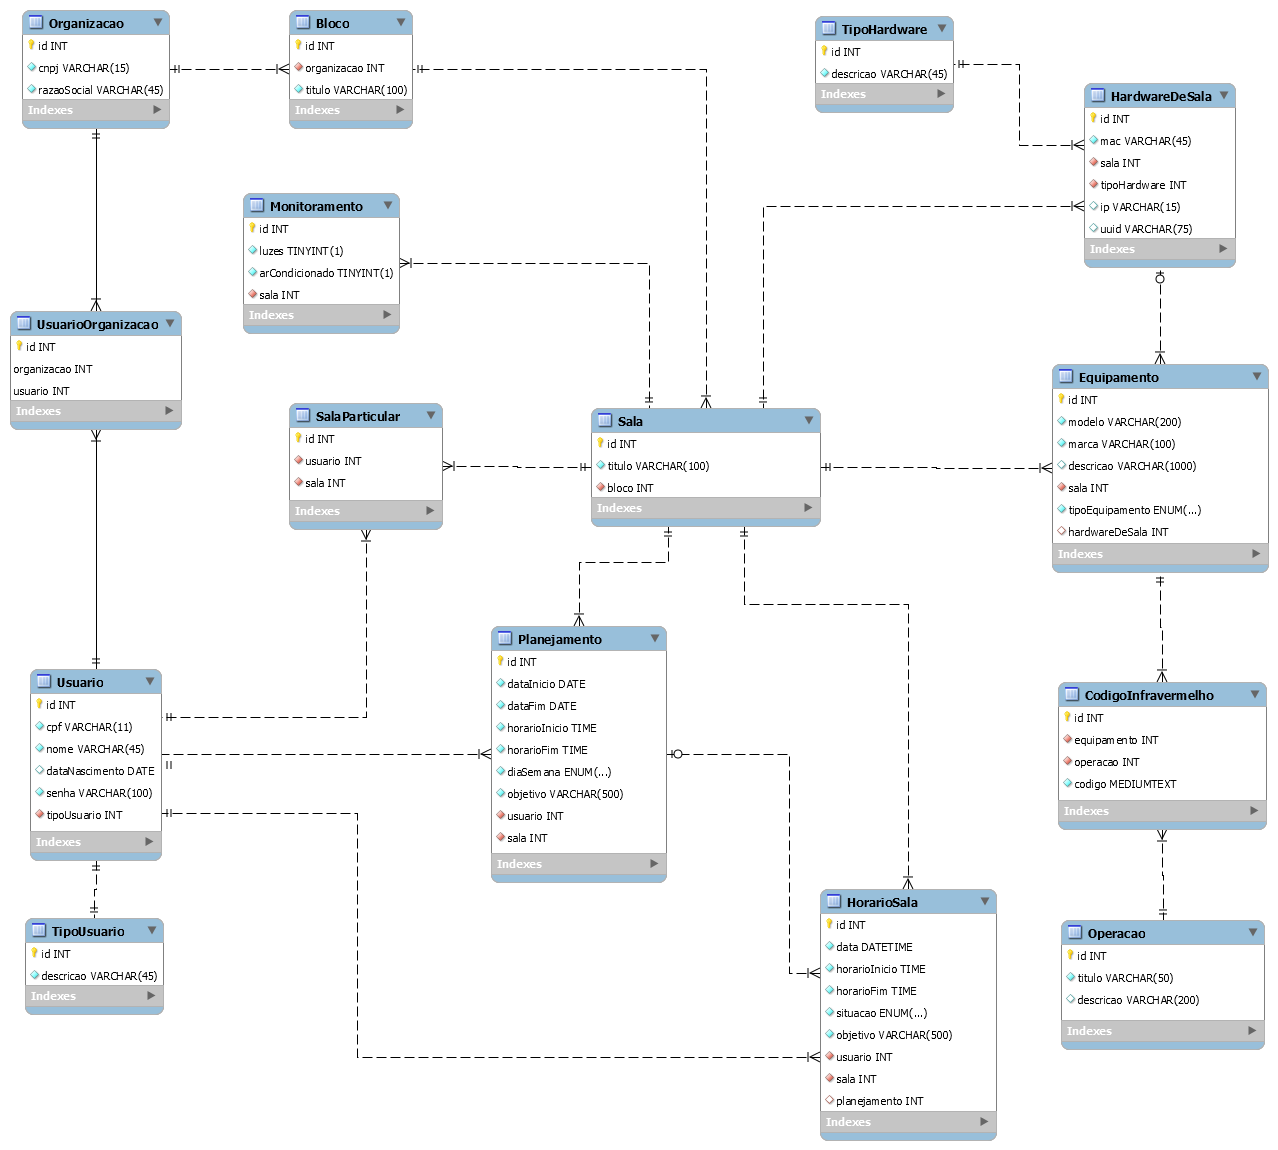 Organizacao
id INT
cnpj VARCHAR(15)
razaoSocial VARCHAR(45)
Indexes
Bloco
id INT
organizacao INT
titulo VARCHAR(100)
Indexes
TipoHardware
id INT
descricao VARCHAR(45)
Indexes
HardwareDeSala
id INT
mac VARCHAR(45)
sala INT
tipoHardware INT
ip VARCHAR(15)
uuid VARCHAR(75)
Indexes
Monitoramento
id INT
luzes TINYINT(1)
arCondicionado TINYINT(1)
sala INT
Indexes
UsuarioOrganizacao
id INT
organizacao INT
usuario INT
Indexes
SalaParticular
id INT
usuario INT
sala INT
Indexes
Sala
id INT
titulo VARCHAR(100)
bloco INT
Indexes
Equipamento
id INT
modelo VARCHAR(200)
marca VARCHAR(100)
descricao VARCHAR(1000)
sala INT
tipoEquipamento ENUM(...)
hardwareDeSala INT
Indexes
Usuario
id INT
cpf VARCHAR(11)
nome VARCHAR(45)
dataNascimento DATE
senha VARCHAR(100)
tipoUsuario INT
Indexes
Planejamento
id INT
dataInicio DATE
dataFim DATE
horarioInicio TIME
horarioFim TIME
diaSemana ENUM(...)
objetivo VARCHAR(500)
usuario INT
sala INT
Indexes
CodigoInfravermelho
id INT
equipamento INT
operacao INT
codigo MEDIUMTEXT
Indexes
TipoUsuario
id INT
descricao VARCHAR(45)
Indexes
HorarioSala
id INT
data DATETIME
horarioInicio TIME
horarioFim TIME
situacao ENUM(...)
objetivo VARCHAR(500)
usuario INT
sala INT
planejamento INT
Indexes
Operacao
id INT
titulo VARCHAR(50)
descricao VARCHAR(200)
Indexes